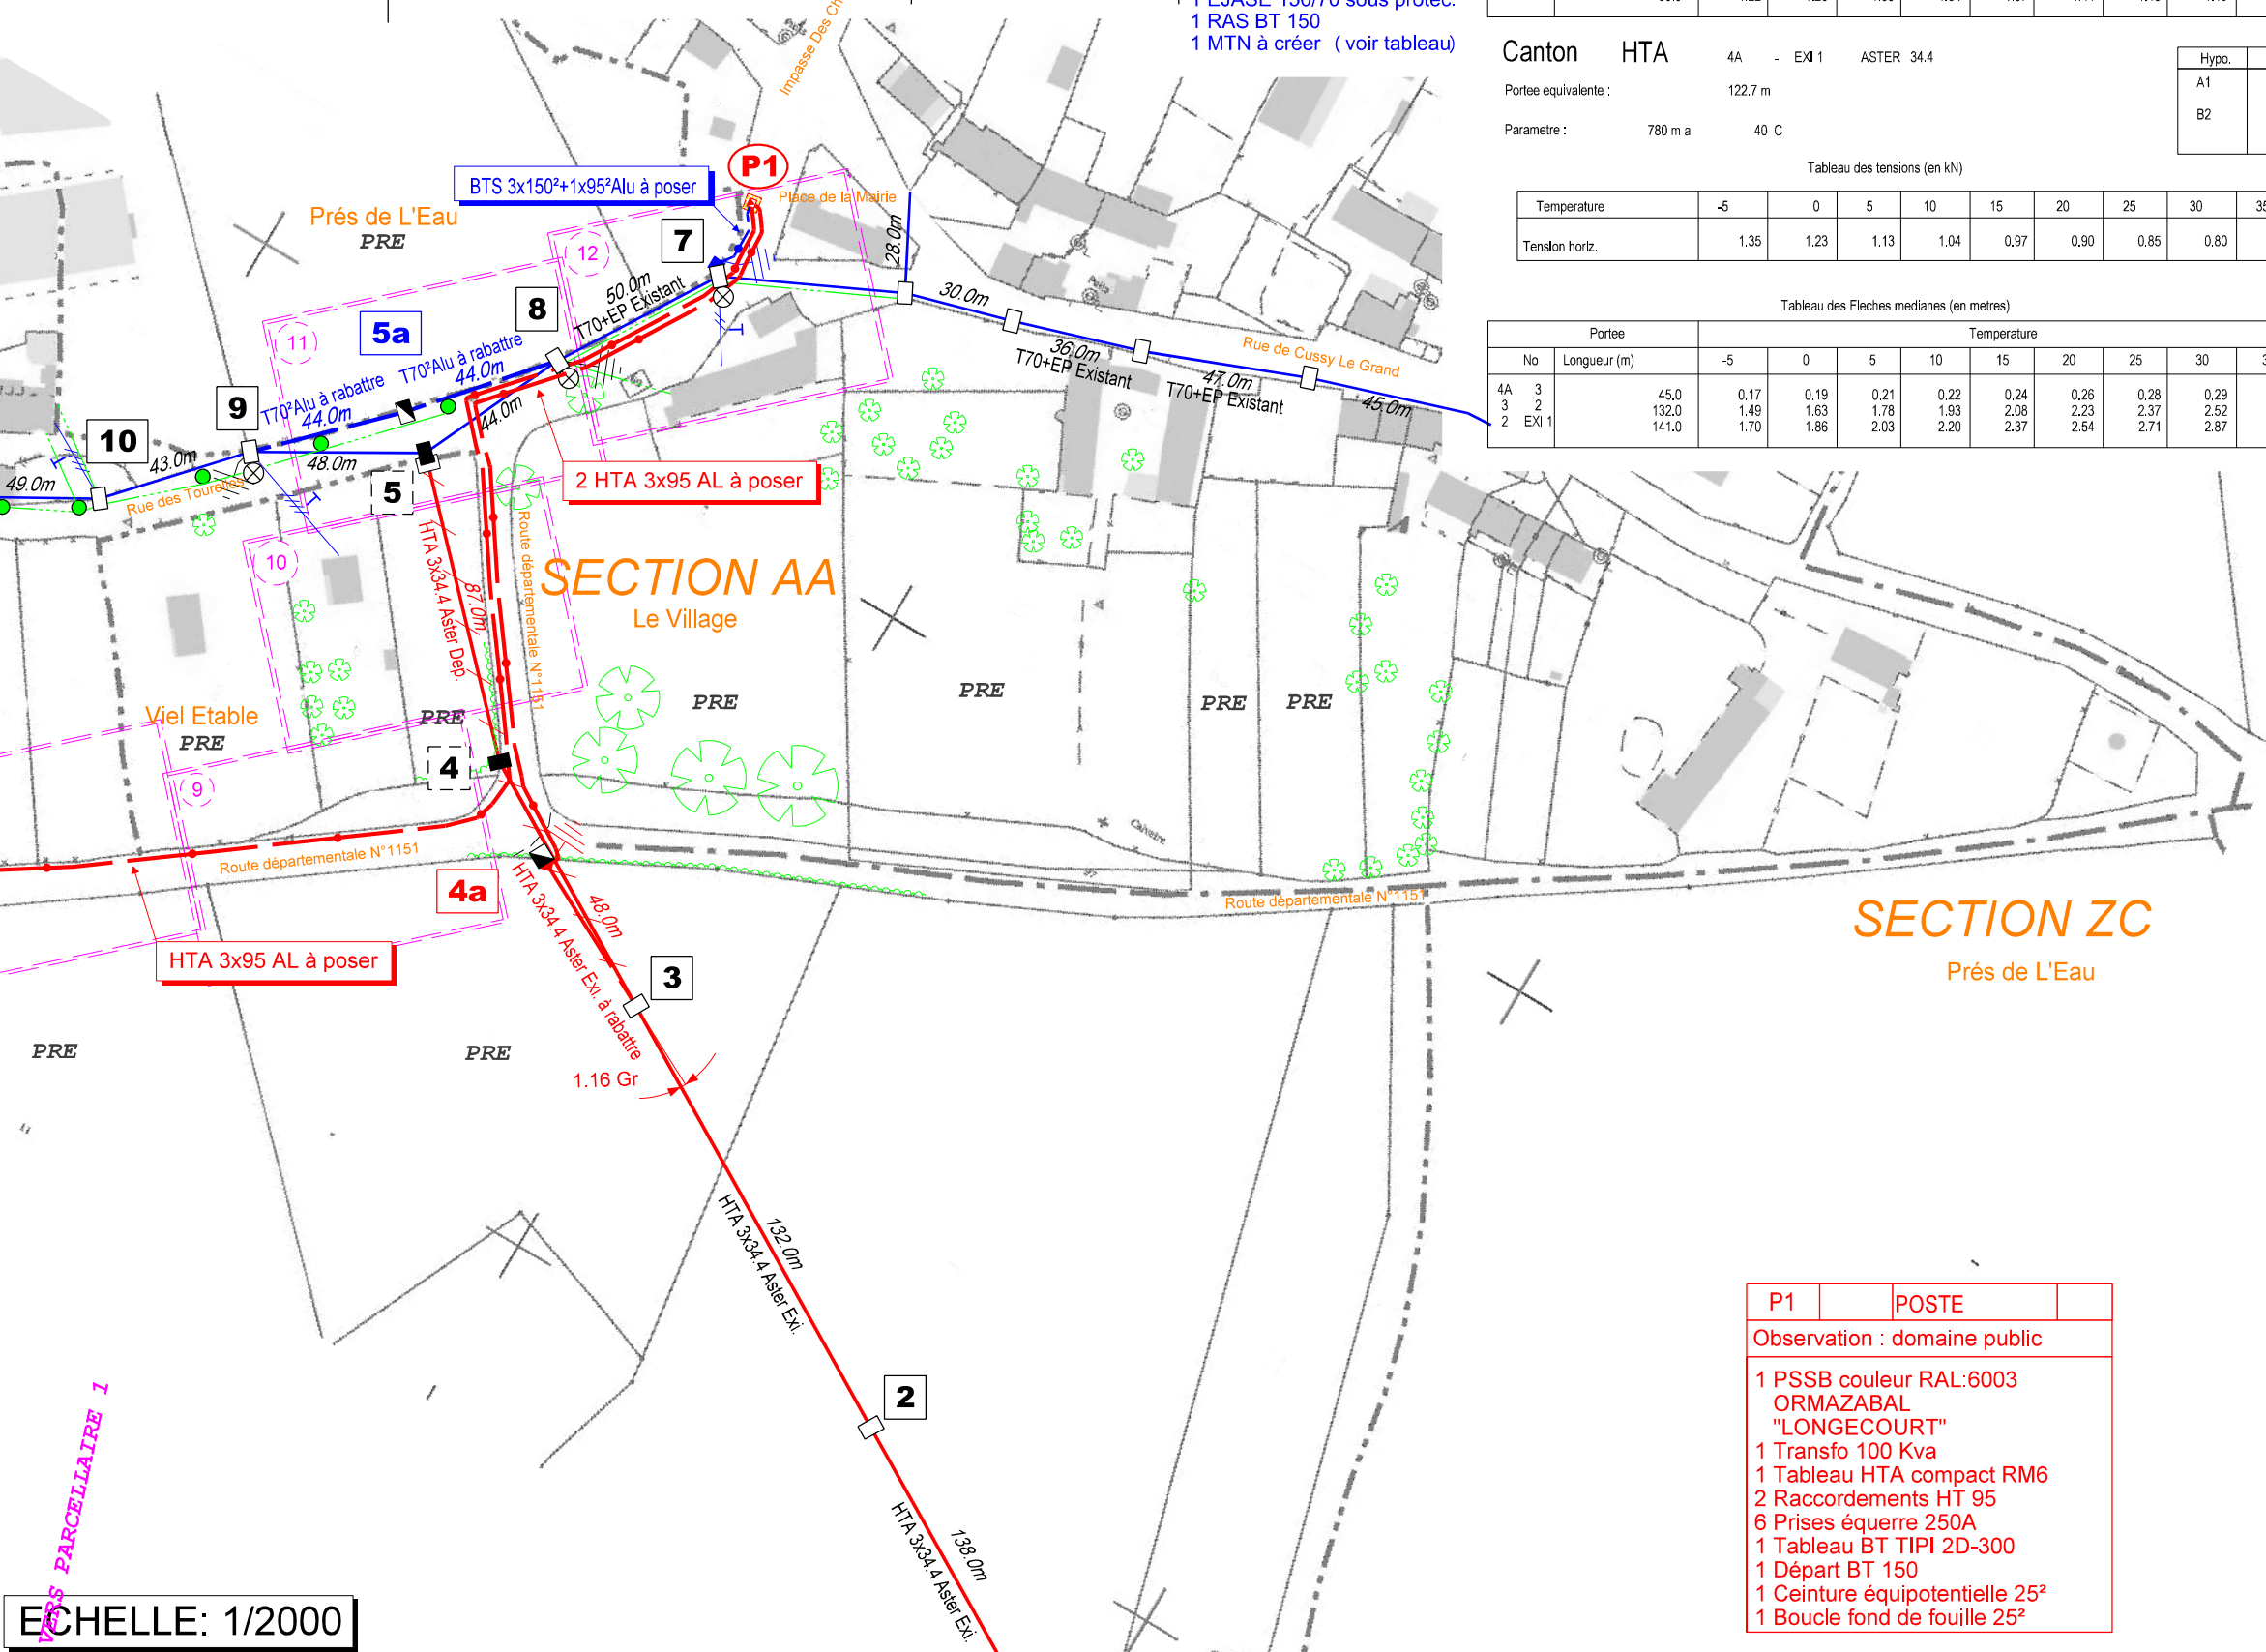 1 RAS BT 150
1 MTN à créer ( voir tableau)
Impasse Des
Canton HTA 4A - EXI 1 ASTER 34.4
Portee equivalente : 122.7 m
Parametre : 780 m a 40 C
Hypo.
A1
B2
Tableau des tensions (en kN)
Temperature -5 0 5 10 15 20 25 30 35
Tension horiz. 1.35 1.23 1.13 1.04 0.97 0.90 0.85 0.80
Tableau des Fleches medianes (en metres)
Portee Temperature
No Longueur (m) -5 0 5 10 15 20 25 30
4A 3 45.0 0.17 0.19 0.21 0.22 0.24 0.26 0.28 0.29
3 2 132.0 1.49 1.63 1.78 1.93 2.08 2.23 2.37 2.52
2 EXI 1 141.0 1.70 1.86 2.03 2.20 2.37 2.54 2.71 2.87
P1
BTS 3x150²+1x95²Alu à poser
Place de la Mairie
Prés de L'Eau
PRE
12
7
28.0m
8
50.0m
T70+EP Existant
30.0m
11
5a
36.0m
T70+EP Existant
Rue de Cussy Le Grand
47.0m
T70+EP Existant
45.0m
T70²Alu à rabattre
44.0m
T70²Alu à rabattre
44.0m
44.0m
9
10
43.0m
48.0m
49.0m
Rue des Tourelles
5
2 HTA 3x95 AL à poser
10
HTA 3x34.4 Aster Dep.
87.0m
Route départementale N°1151
SECTION AA
Le Village
PRE
PRE
PRE
PRE
PRE
Viel Etable
PRE
4
9
Calvaire
Route départementale N°1151
4a
HTA 3x34.4 Aster Exi. à rabattre
48.0m
Route départementale N°1151
SECTION ZC
Prés de L'Eau
HTA 3x95 AL à poser
3
PRE
PRE
1.16 Gr
132.0m
HTA 3x34.4 Aster Exi.
2
138.0m
HTA 3x34.4 Aster Exi.
P1 POSTE
Observation : domaine public
1 PSSB couleur RAL:6003
ORMAZABAL
"LONGECOURT"
1 Transfo 100 Kva
1 Tableau HTA compact RM6
2 Raccordements HT 95
6 Prises équerre 250A
1 Tableau BT TIPI 2D-300
1 Départ BT 150
1 Ceinture équipotentielle 25²
1 Boucle fond de fouille 25²
VERS PARCELLAIRE 1
ECHELLE: 1/2000